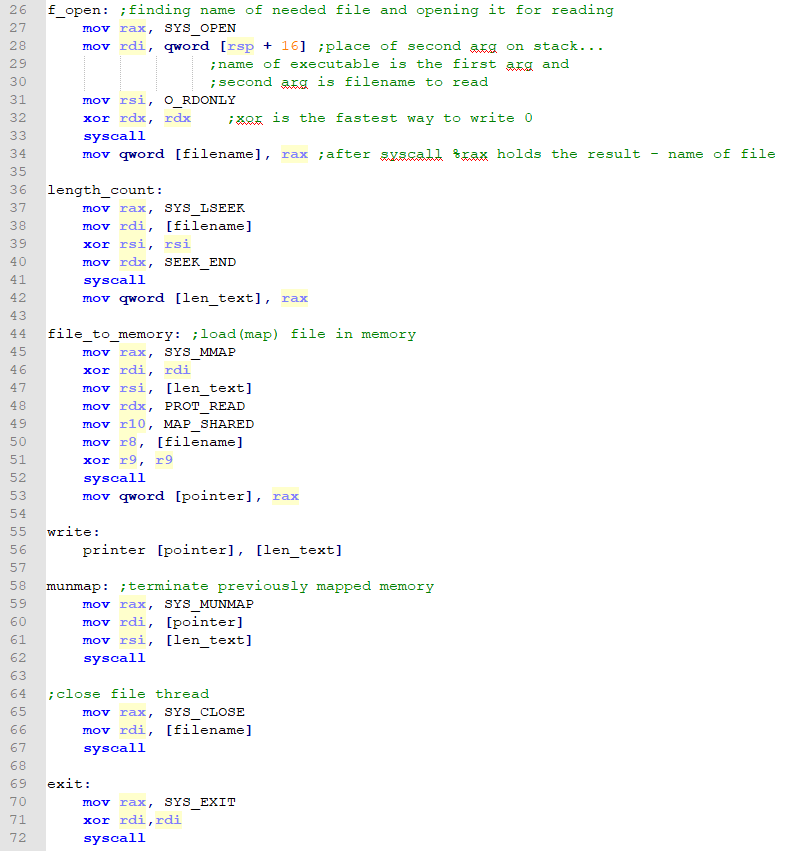 26 f_open: ;finding name of needed file and opening it for reading
27     mov rax, SYS_OPEN
28     mov rdi, qword [rsp + 16] ;place of second arg on stack...
29                   ;name of executable is the first arg and
30                   ;second arg is filename to read
31     mov rsi, O_RDONLY
32     xor rdx, rdx    ;xor is the fastest way to write 0
33     syscall
34     mov qword [filename], rax ;after syscall %rax holds the result - name of file
35
36 length_count:
37     mov rax, SYS_LSEEK
38     mov rdi, [filename]
39     xor rsi, rsi
40     mov rdx, SEEK_END
41     syscall
42     mov qword [len_text], rax
43
44 file_to_memory: ;load(map) file in memory
45     mov rax, SYS_MMAP
46     xor rdi, rdi
47     mov rsi, [len_text]
48     mov rdx, PROT_READ
49     mov r10, MAP_SHARED
50     mov r8, [filename]
51     xor r9, r9
52     syscall
53     mov qword [pointer], rax
54
55 write:
56     printer [pointer], [len_text]
57
58 munmap: ;terminate previously mapped memory
59     mov rax, SYS_MUNMAP
60     mov rdi, [pointer]
61     mov rsi, [len_text]
62     syscall
63
64 ;close file thread
65     mov rax, SYS_CLOSE
66     mov rdi, [filename]
67     syscall
68
69 exit:
70     mov rax, SYS_EXIT
71     xor rdi,rdi
72     syscall